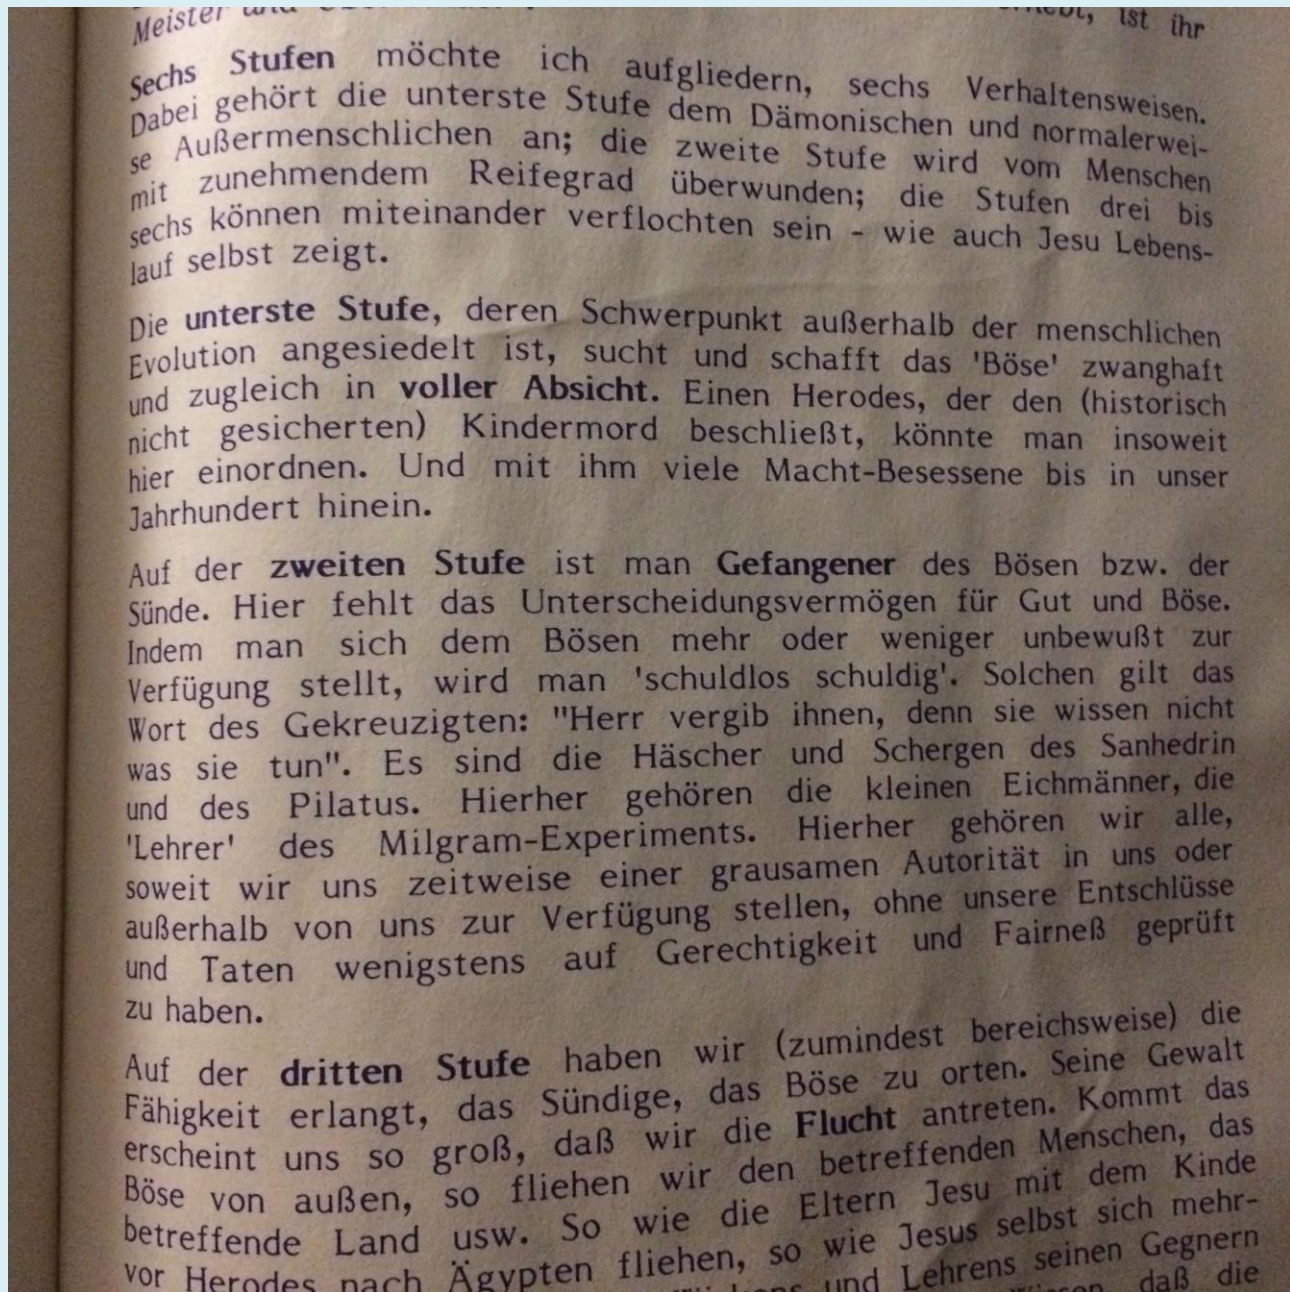 Meister und
ist ihr
Sechs Stufen möchte ich aufgliedern, sechs Verhaltensweisen.
Dabei gehört die unterste Stufe dem Dämonischen und normalerwei-
se Außermenschlichen an; die zweite Stufe wird vom Menschen
mit zunehmendem Reifegrad überwunden; die Stufen drei bis
sechs können miteinander verflochten sein - wie auch Jesu Lebens-
lauf selbst zeigt.
Die unterste Stufe, deren Schwerpunkt außerhalb der menschlichen
Evolution angesiedelt ist, sucht und schafft das 'Böse' zwanghaft
und zugleich in voller Absicht. Einen Herodes, der den (historisch
nicht gesicherten) Kindermord beschließt, könnte man insoweit
hier einordnen. Und mit ihm viele Macht-Besessene bis in unser
Jahrhundert hinein.
Auf der zweiten Stufe ist man Gefangener des Bösen bzw. der
Sünde. Hier fehlt das Unterscheidungsvermögen für Gut und Böse.
Indem man sich dem Bösen mehr oder weniger unbewußt zur
Verfügung stellt, wird man 'schuldlos schuldig'. Solchen gilt das
Wort des Gekreuzigten: "Herr vergib ihnen, denn sie wissen nicht
was sie tun". Es sind die Häscher und Schergen des Sanhedrin
und des Pilatus. Hierher gehören die kleinen Eichmänner, die
'Lehrer' des Milgram-Experiments. Hierher gehören wir alle,
soweit wir uns zeitweise einer grausamen Autorität in uns oder
außerhalb von uns zur Verfügung stellen, ohne unsere Entschlüsse
und Taten wenigstens auf Gerechtigkeit und Fairneß geprüft
zu haben.
Auf der dritten Stufe haben wir (zumindest bereichsweise) die
Fähigkeit erlangt, das Sündige, das Böse zu orten. Seine Gewalt
erscheint uns so groß, daß wir die Flucht antreten. Kommt das
Böse von außen, so fliehen wir den betreffenden Menschen, das
betreffende Land usw. So wie die Eltern Jesu mit dem Kinde
vor Herodes nach Ägypten fliehen, so wie Jesus selbst sich mehr-
und Lehrens seinen Gegnern
daß die